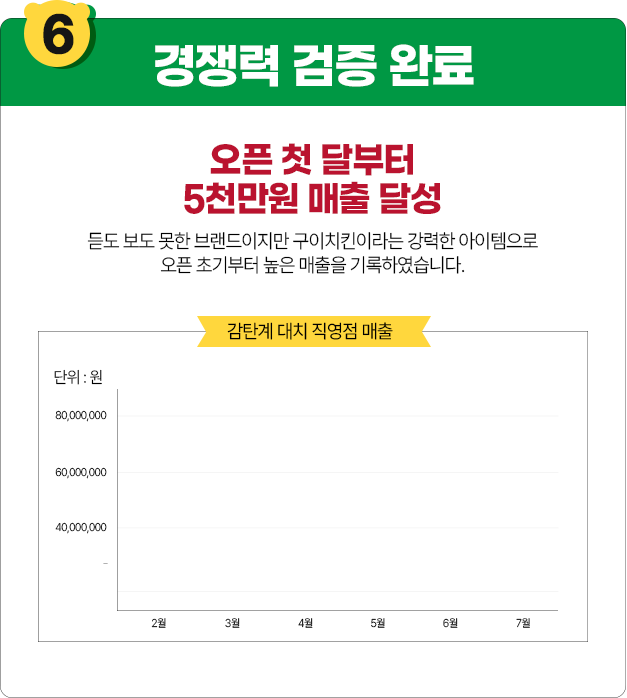 6
경쟁력 검증 완료
오픈 첫 달부터
5천만원 매출 달성
듣도 보도 못한 브랜드이지만 구이치킨이라는 강력한 아이템으로
오픈 초기부터 높은 매출을 기록하였습니다.
감탄계 대치 직영점 매출
단위 : 원
80,000,000
60,000,000
40,000,000
2월 3월 4월 5월 6월 7월